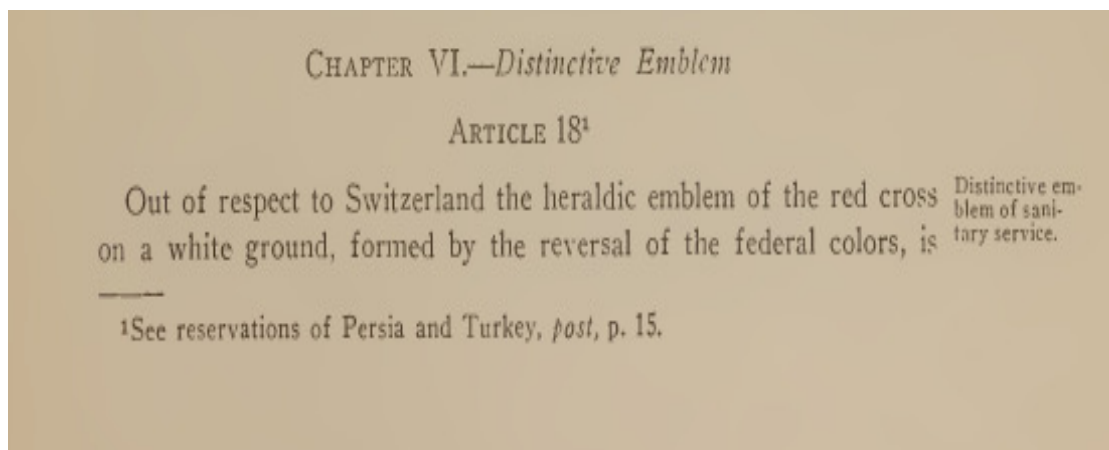 CHAPTER VI.—Distinctive Emblem
ARTICLE 18¹
Out of respect to Switzerland the heraldic emblem of the red cross
on a white ground, formed by the reversal of the federal colors, is
Distinctive em-
blem of sani-
tary service.
¹See reservations of Persia and Turkey, post, p. 15.